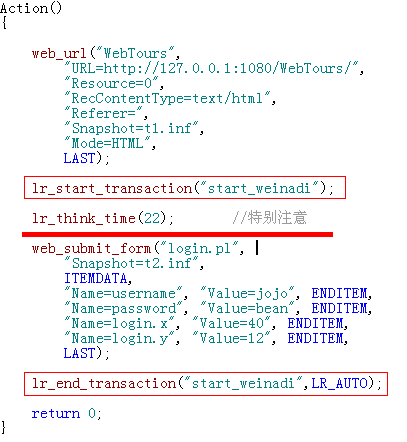 Action()
{
web_url("WebTours",
"URL=http://127.0.0.1:1080/WebTours/",
"Resource=0",
"RecContentType=text/html",
"Referer=",
"Snapshot=t1.inf",
"Mode=HTML",
LAST);
lr_start_transaction("start_weinadi");
lr_think_time(22); //特别注意
web_submit_form("login.pl",
"Snapshot=t2.inf",
ITEMDATA,
"Name=username", "Value=jojo", ENDITEM,
"Name=password", "Value=bean", ENDITEM,
"Name=login.x", "Value=40", ENDITEM,
"Name=login.y", "Value=12", ENDITEM,
LAST);
lr_end_transaction("start_weinadi",LR_AUTO);
return 0;
}